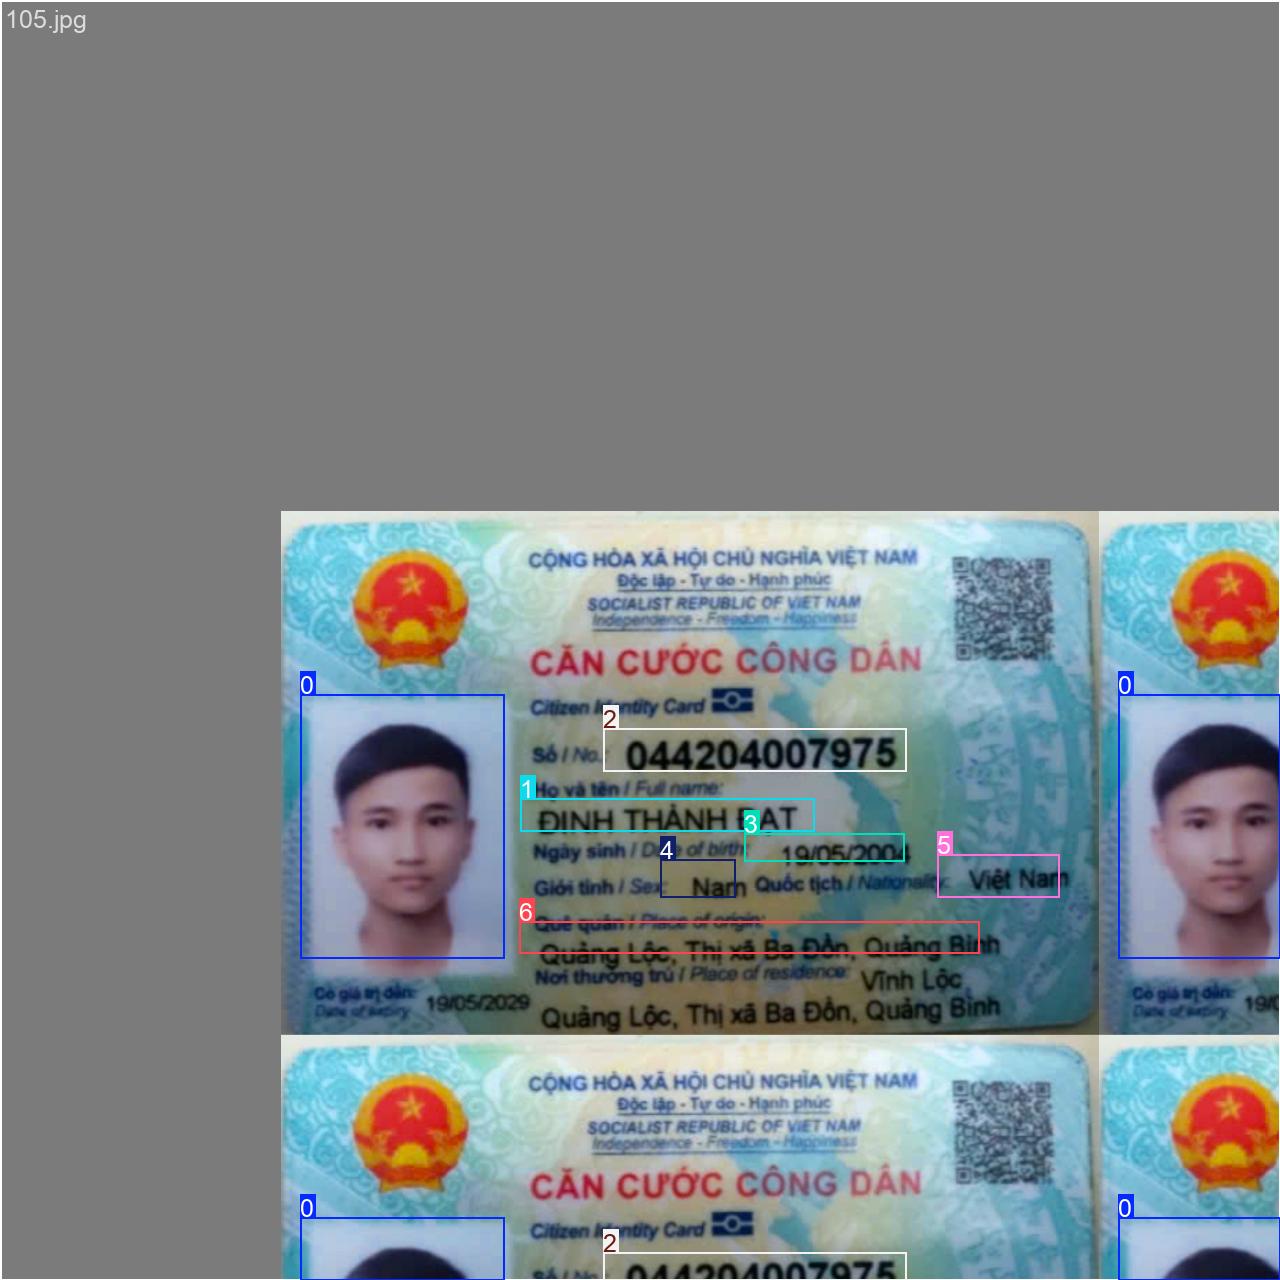 105.jpg
CỘNG HÒA XÃ HỘI CHỦ NGHĨA VIỆT NAM
Độc lập - Tự do - Hạnh phúc
SOCIALIST REPUBLIC OF VIET NAM
Independence - Freedom - Happiness
CĂN CƯỚC CÔNG DÂN
0
0
Citizen Identity Card
2
Số / No.: 044204007975
1 Họ và tên / Full name:
ĐINH THÀNH ĐẠT
3
Ngày sinh / Date of birth: 19/05/2004
4
5
Giới tính / Sex: Nam Quốc tịch / Nationality: Việt Nam
6
Quê quán / Place of origin:
Quảng Lộc, Thị xã Ba Đồn, Quảng Bình
Nơi thường trú / Place of residence: Vĩnh Lộc,
Quảng Lộc, Thị xã Ba Đồn, Quảng Bình
Có giá trị đến: 19/05/2029
Date of expiry
Có giá trị đến:
Date of expiry
CỘNG HÒA XÃ HỘI CHỦ NGHĨA VIỆT NAM
Độc lập - Tự do - Hạnh phúc
SOCIALIST REPUBLIC OF VIET NAM
Independence - Freedom - Happiness
CĂN CƯỚC CÔNG DÂN
0
0
Citizen Identity Card
2
Số / No.: 044204007975